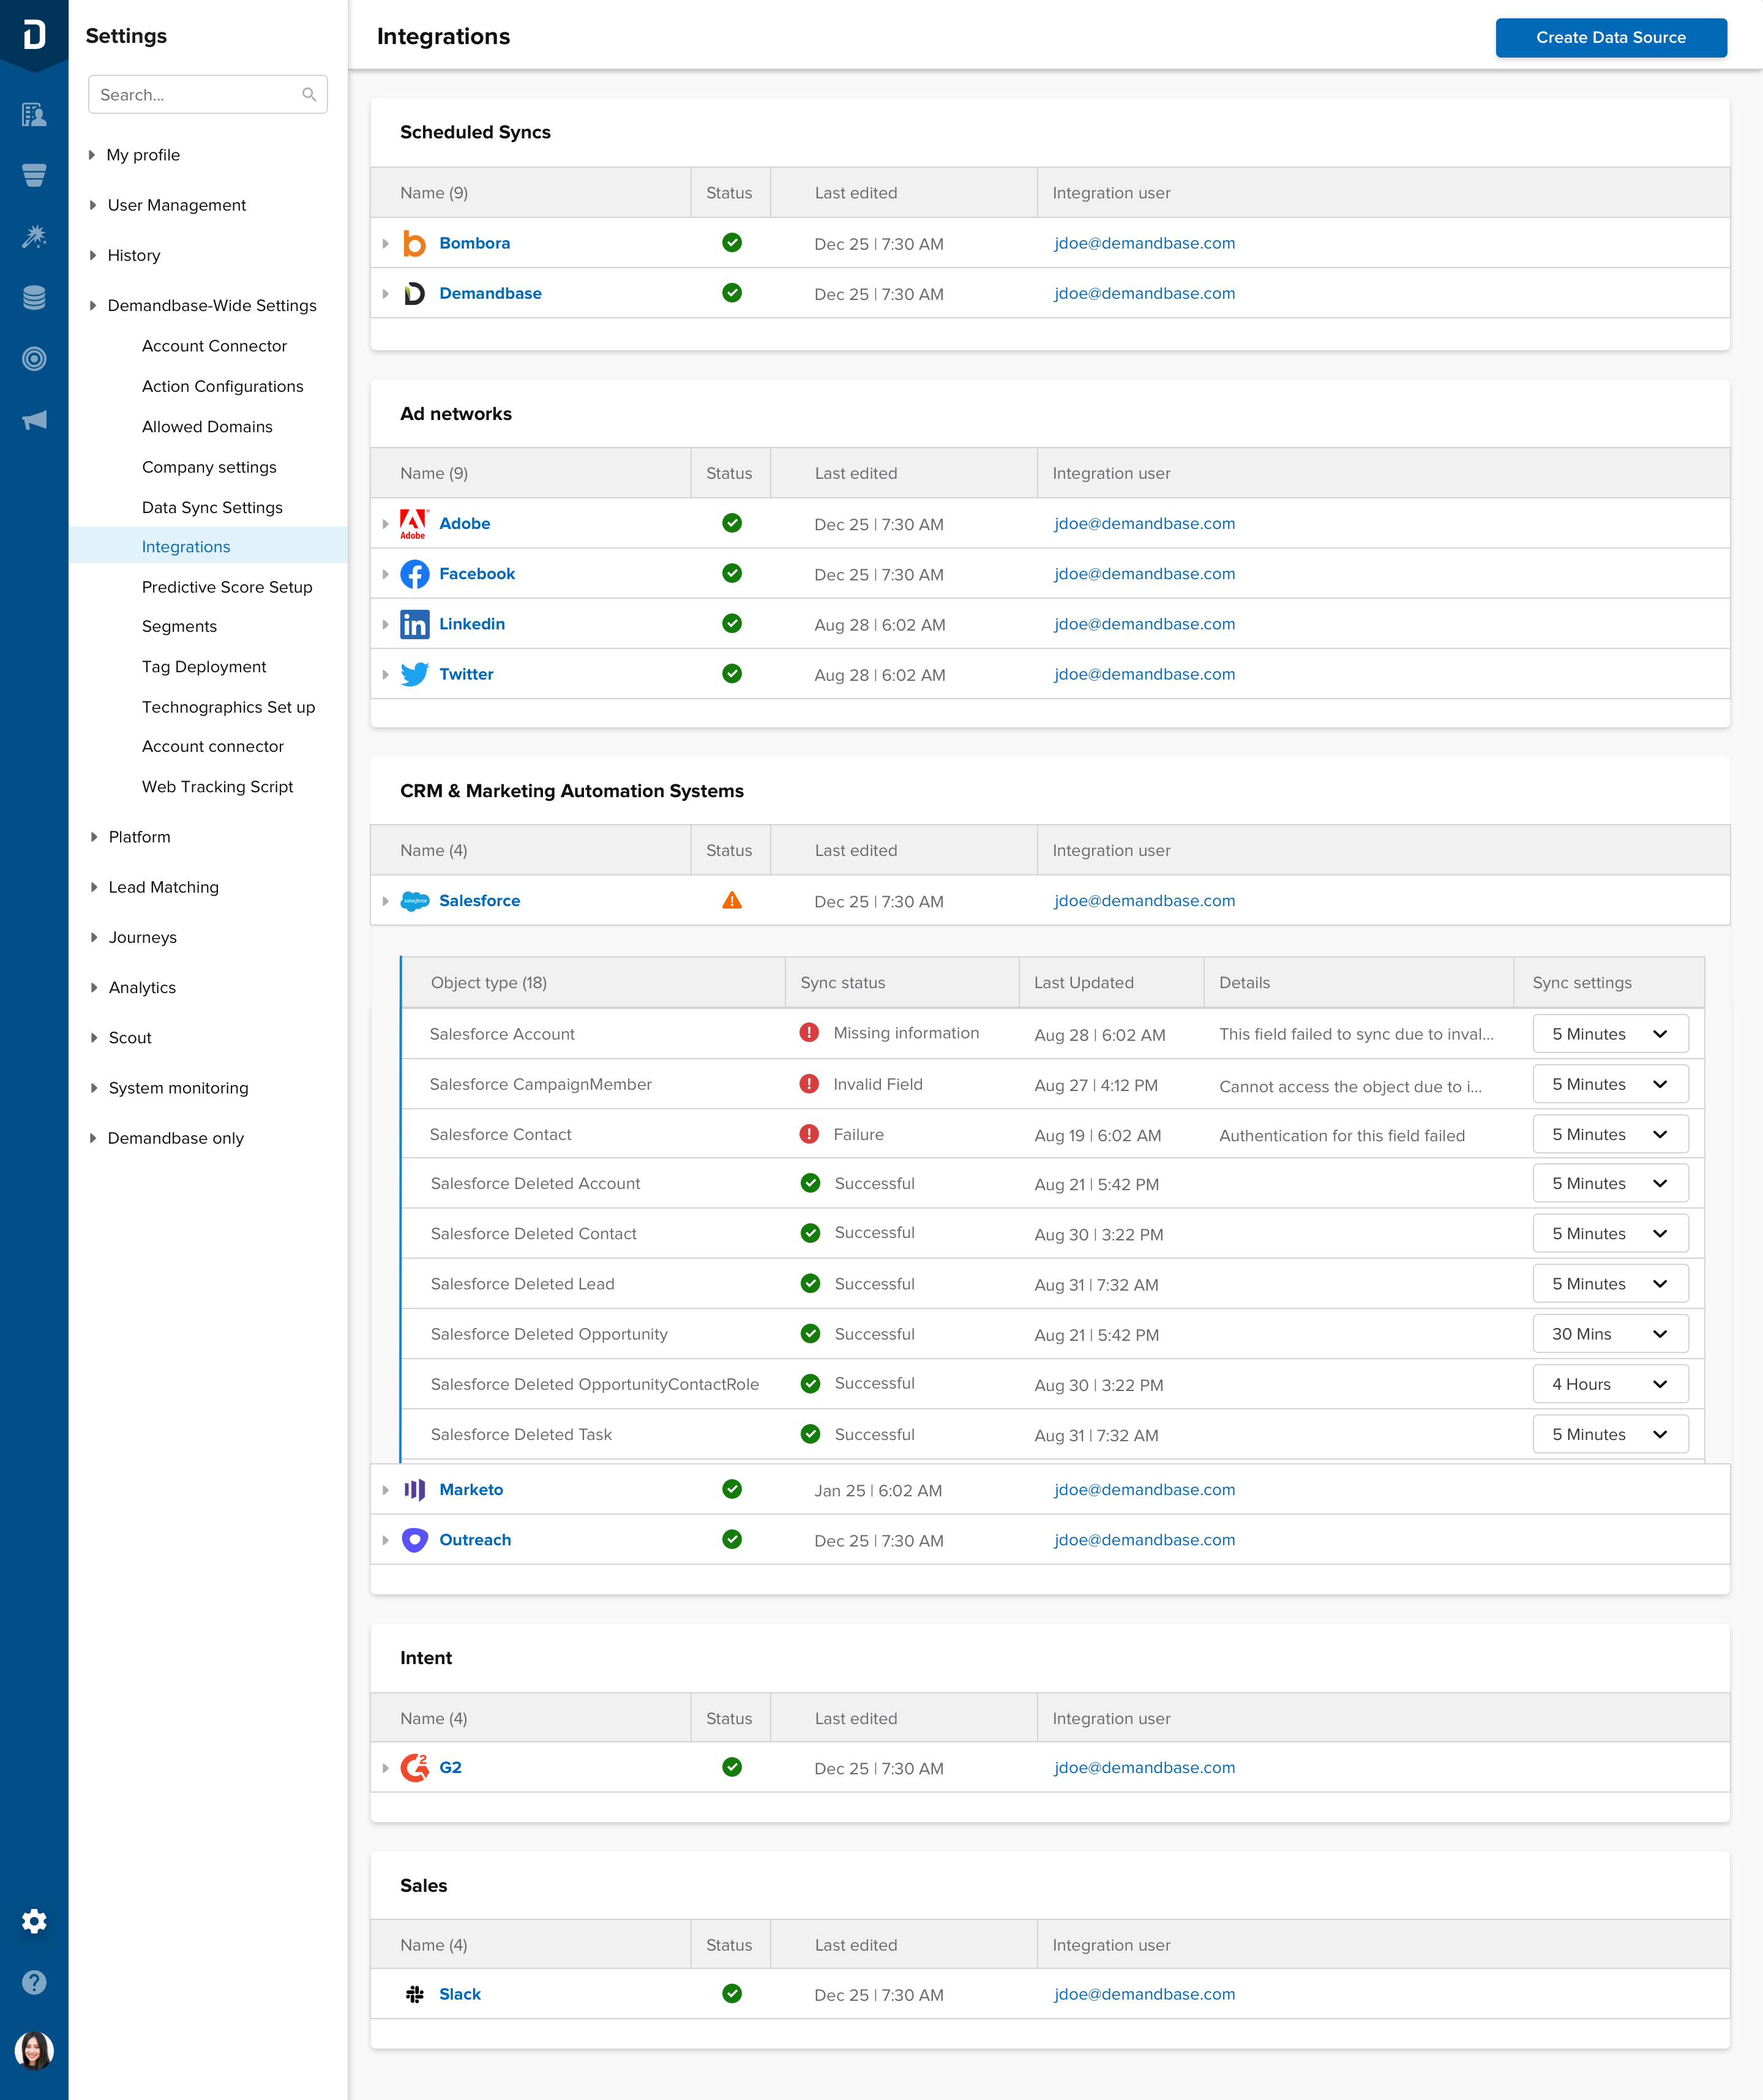 Settings
Search...
My profile
User Management
History
Demandbase-Wide Settings
Account Connector
Action Configurations
Allowed Domains
Company settings
Data Sync Settings
Integrations
Predictive Score Setup
Segments
Tag Deployment
Technographics Set up
Account connector
Web Tracking Script
Platform
Lead Matching
Journeys
Analytics
Scout
System monitoring
Demandbase only
Integrations
Create Data Source
Scheduled Syncs
Name (9) Status Last edited Integration user
Bombora Dec 25 | 7:30 AM jdoe@demandbase.com
Demandbase Dec 25 | 7:30 AM jdoe@demandbase.com
Ad networks
Name (9) Status Last edited Integration user
Adobe Adobe Dec 25 | 7:30 AM jdoe@demandbase.com
Facebook Dec 25 | 7:30 AM jdoe@demandbase.com
in Linkedin Aug 28 | 6:02 AM jdoe@demandbase.com
Twitter Aug 28 | 6:02 AM jdoe@demandbase.com
CRM & Marketing Automation Systems
Name (4) Status Last edited Integration user
salesforce Salesforce Dec 25 | 7:30 AM jdoe@demandbase.com
Object type (18) Sync status Last Updated Details Sync settings
Salesforce Account Missing information Aug 28 | 6:02 AM This field failed to sync due to inval... 5 Minutes
Salesforce CampaignMember Invalid Field Aug 27 | 4:12 PM Cannot access the object due to i... 5 Minutes
Salesforce Contact Failure Aug 19 | 6:02 AM Authentication for this field failed 5 Minutes
Salesforce Deleted Account Successful Aug 21 | 5:42 PM 5 Minutes
Salesforce Deleted Contact Successful Aug 30 | 3:22 PM 5 Minutes
Salesforce Deleted Lead Successful Aug 31 | 7:32 AM 5 Minutes
Salesforce Deleted Opportunity Successful Aug 21 | 5:42 PM 30 Mins
Salesforce Deleted OpportunityContactRole Successful Aug 30 | 3:22 PM 4 Hours
Salesforce Deleted Task Successful Aug 31 | 7:32 AM 5 Minutes
Marketo Jan 25 | 6:02 AM jdoe@demandbase.com
Outreach Dec 25 | 7:30 AM jdoe@demandbase.com
Intent
Name (4) Status Last edited Integration user
G2 Dec 25 | 7:30 AM jdoe@demandbase.com
Sales
Name (4) Status Last edited Integration user
Slack Dec 25 | 7:30 AM jdoe@demandbase.com